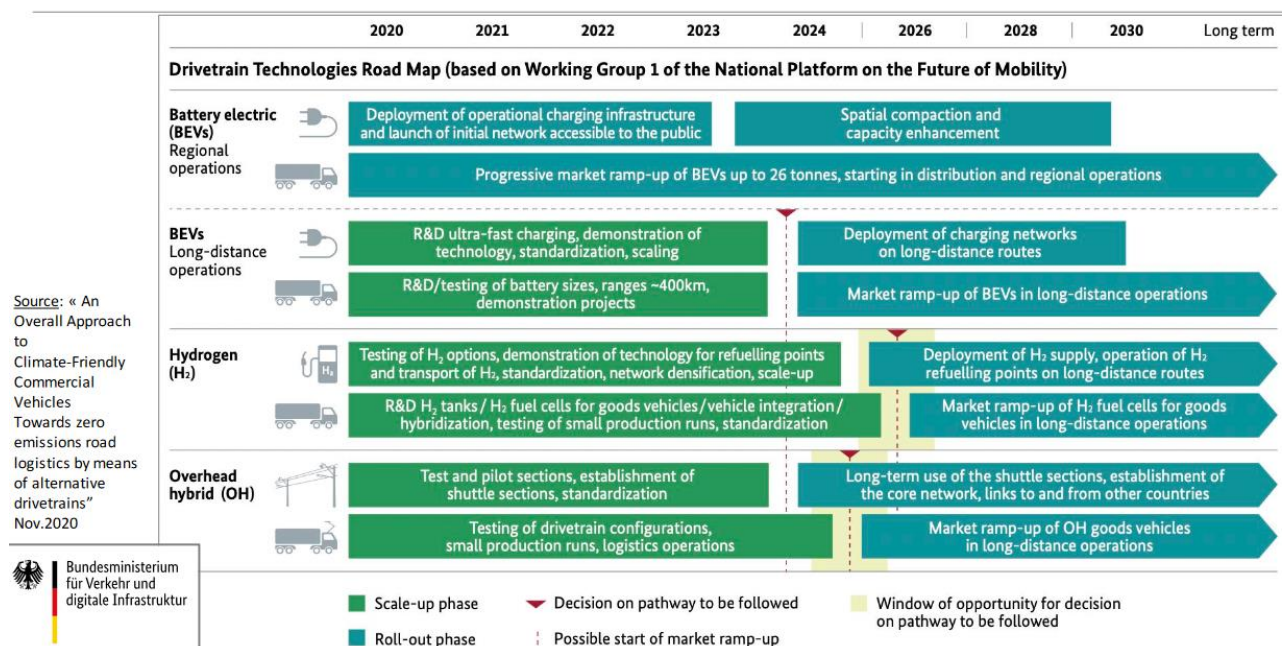 2020 2021 2022 2023 2024 2026 2028 2030 Long term
Drivetrain Technologies Road Map (based on Working Group 1 of the National Platform on the Future of Mobility)
Battery electric
(BEVs)
Regional
operations
Deployment of operational charging infrastructure
and launch of initial network accessible to the public
Spatial compaction and
capacity enhancement
Progressive market ramp-up of BEVs up to 26 tonnes, starting in distribution and regional operations
BEVs
Long-distance
operations
R&D ultra-fast charging, demonstration of
technology, standardization, scaling
Deployment of charging networks
on long-distance routes
R&D/testing of battery sizes, ranges ~400km,
demonstration projects
Market ramp-up of BEVs in long-distance operations
Hydrogen
(H₂)
H₂
Testing of H₂ options, demonstration of technology for refuelling points
and transport of H₂, standardization, network densification, scale-up
Deployment of H₂ supply, operation of H₂
refuelling points on long-distance routes
R&D H₂ tanks / H₂ fuel cells for goods vehicles / vehicle integration /
hybridization, testing of small production runs, standardization
Market ramp-up of H₂ fuel cells for goods
vehicles in long-distance operations
Overhead
hybrid (OH)
Test and pilot sections, establishment of
shuttle sections, standardization
Long-term use of the shuttle sections, establishment of
the core network, links to and from other countries
Testing of drivetrain configurations,
small production runs, logistics operations
Market ramp-up of OH goods vehicles
in long-distance operations
Source: « An
Overall Approach
to
Climate-Friendly
Commercial
Vehicles
Towards zero
emissions road
logistics by means
of alternative
drivetrains”
Nov.2020
Bundesministerium
für Verkehr und
digitale Infrastruktur
Scale-up phase
Roll-out phase
Decision on pathway to be followed
Possible start of market ramp-up
Window of opportunity for decision
on pathway to be followed